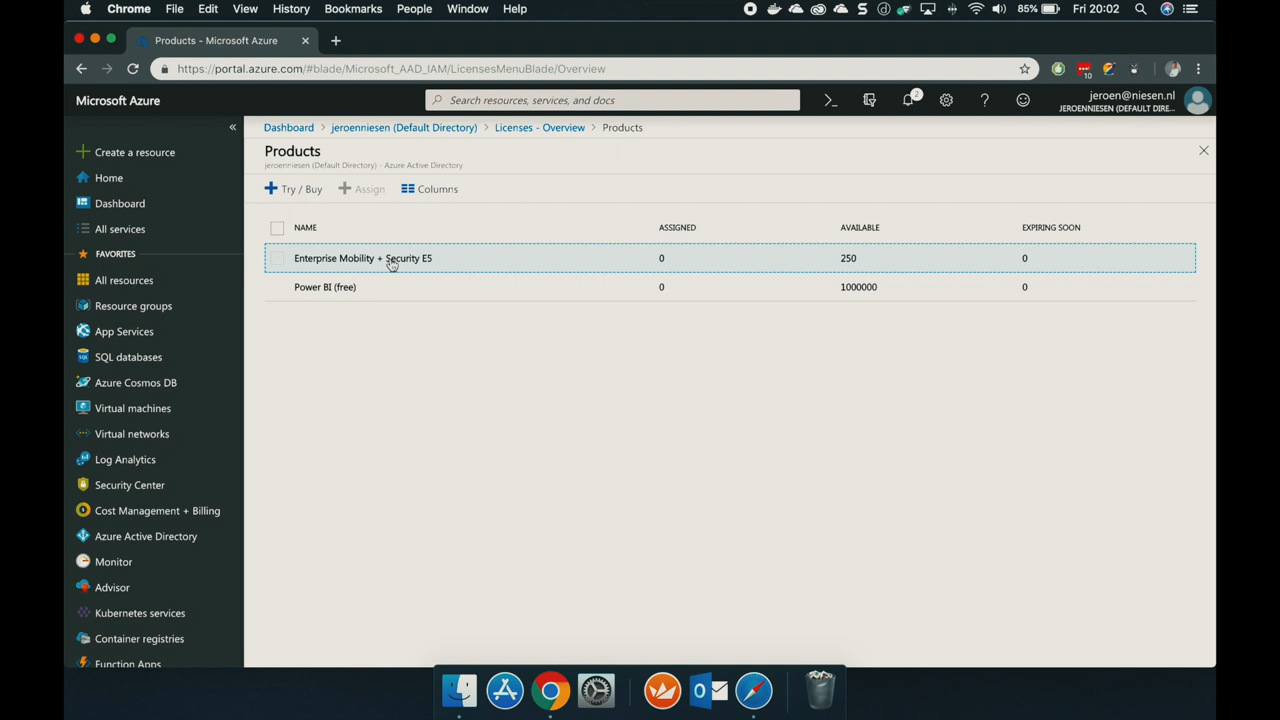 Chrome File Edit View History Bookmarks People Window Help 85% Fri 20:02
Products - Microsoft Azure
https://portal.azure.com/#blade/Microsoft_AAD_IAM/LicensesMenuBlade/Overview
10
Microsoft Azure
Search resources, services, and docs
2
jeroen@niesen.nl
JEROENNIESEN (DEFAULT DIRE...
Dashboard > jeroenniesen (Default Directory) > Licenses - Overview > Products
Products
jeroenniesen (Default Directory) - Azure Active Directory
Try / Buy Assign Columns
NAME ASSIGNED AVAILABLE EXPIRING SOON
Enterprise Mobility + Security E5 0 250 0
Power BI (free) 0 1000000 0
Create a resource
Home
Dashboard
All services
FAVORITES
All resources
Resource groups
App Services
SQL databases
Azure Cosmos DB
Virtual machines
Virtual networks
Log Analytics
Security Center
Cost Management + Billing
Azure Active Directory
Monitor
Advisor
Kubernetes services
Container registries
Function Apps